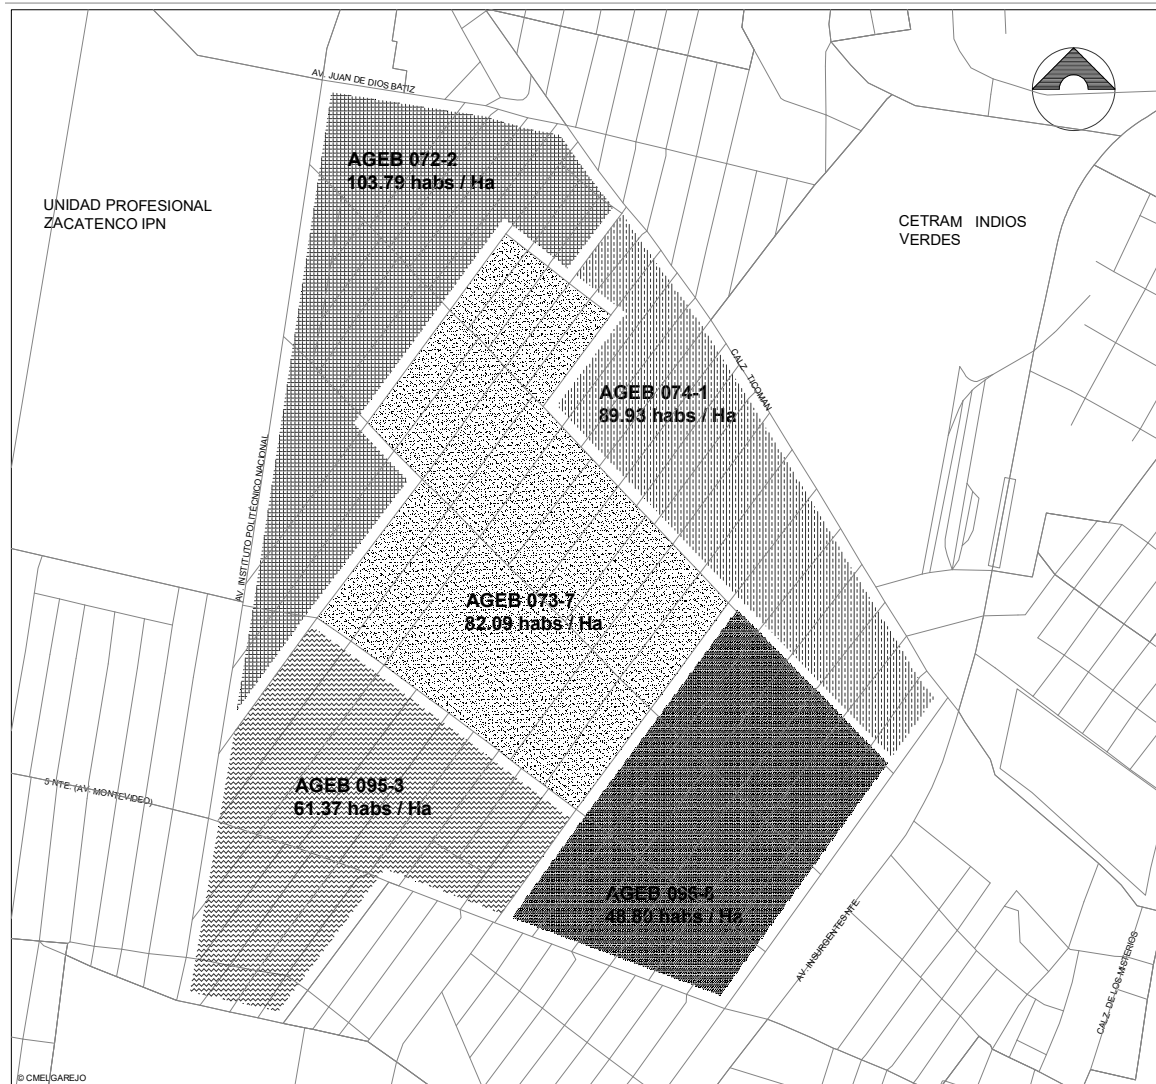 AV. JUAN DE DIOS BATIZ
AGEB 072-2
103.79 habs / Ha
UNIDAD PROFESIONAL
ZACATENCO IPN
CETRAM INDIOS
VERDES
CALZ. TICOMAN
AGEB 074-1
89.93 habs / Ha
AV. INSTITUTO POLITÉCNICO NACIONAL
AGEB 073-7
82.09 habs / Ha
5 NTE. (AV. MONTEVIDEO)
AGEB 095-3
61.37 habs / Ha
AGEB
48.80 habs / Ha
AV. INSURGENTES NTE.
CALZ. DE LOS MISTERIOS
© CMELGAREJO